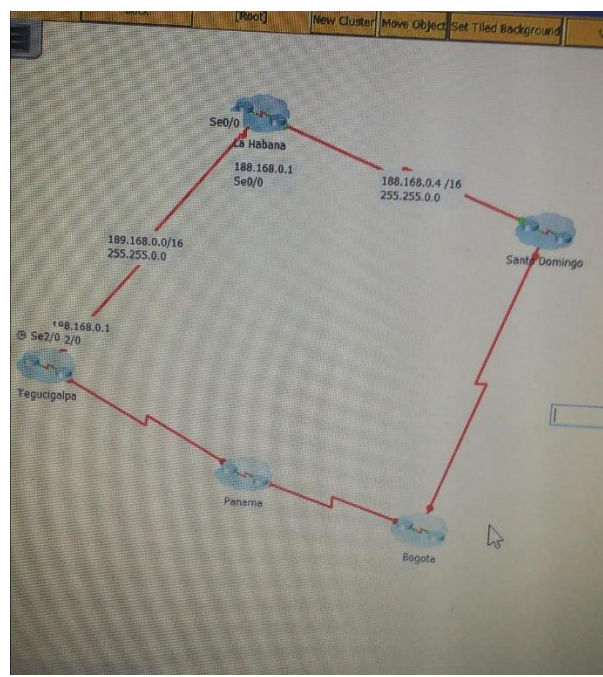 [Root]
New Cluster
Move Object
Set Tiled Background
Se0/0
La Habana
188.168.0.1
Se0/0
188.168.0.4 /16
255.255.0.0
189.168.0.0/16
255.255.0.0
Santo Domingo
8.168.0.1
Se2/0 2/0
Tegucigalpa
Panama
Bogota